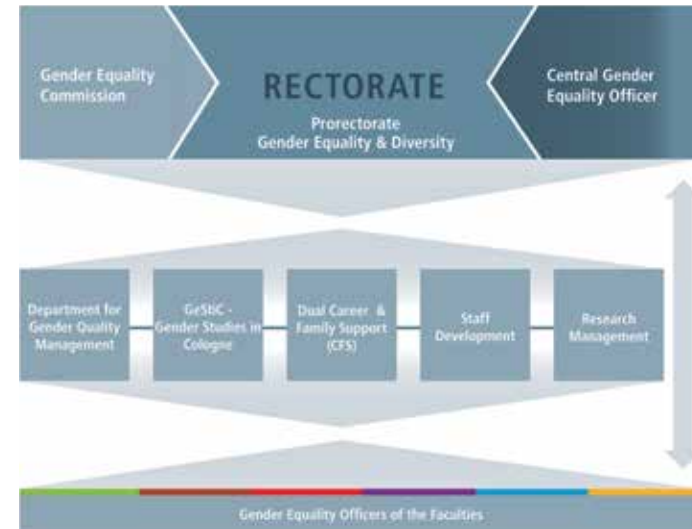 Gender Equality
Commission
RECTORATE
Prorectorate
Gender Equality & Diversity
Central Gender
Equality Officer
Department for
Gender Quality
Management
GeStiC -
Gender Studies in
Cologne
Dual Career &
Family Support
(CFS)
Staff
Development
Research
Management
Gender Equality Officers of the Faculties